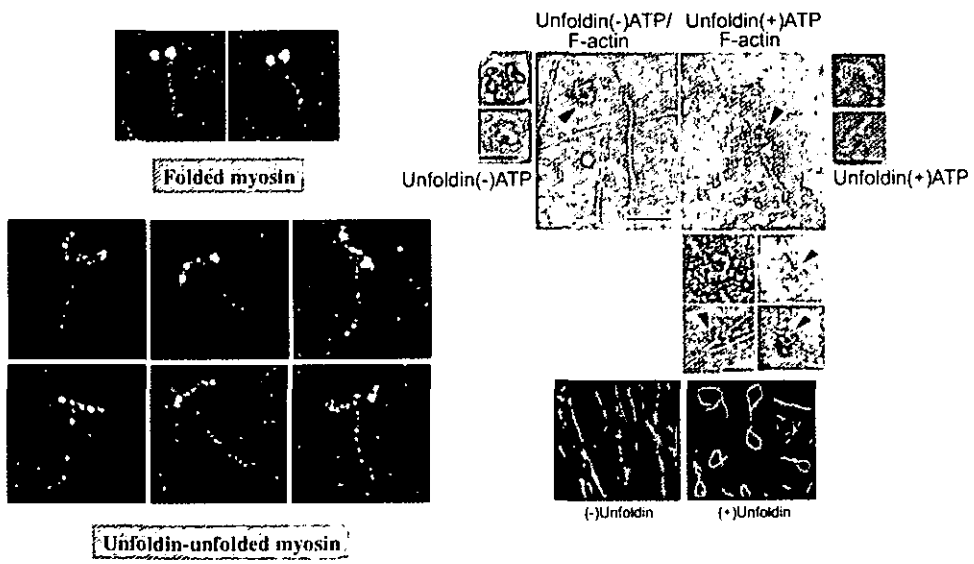 Unfoldin(-)ATP/
F-actin
Unfoldin(+)ATP
F-actin
Folded myosin
Unfoldin(-)ATP
Unfoldin(+)ATP
(-)Unfoldin
(+)Unfoldin
Unfoldin-unfolded myosin